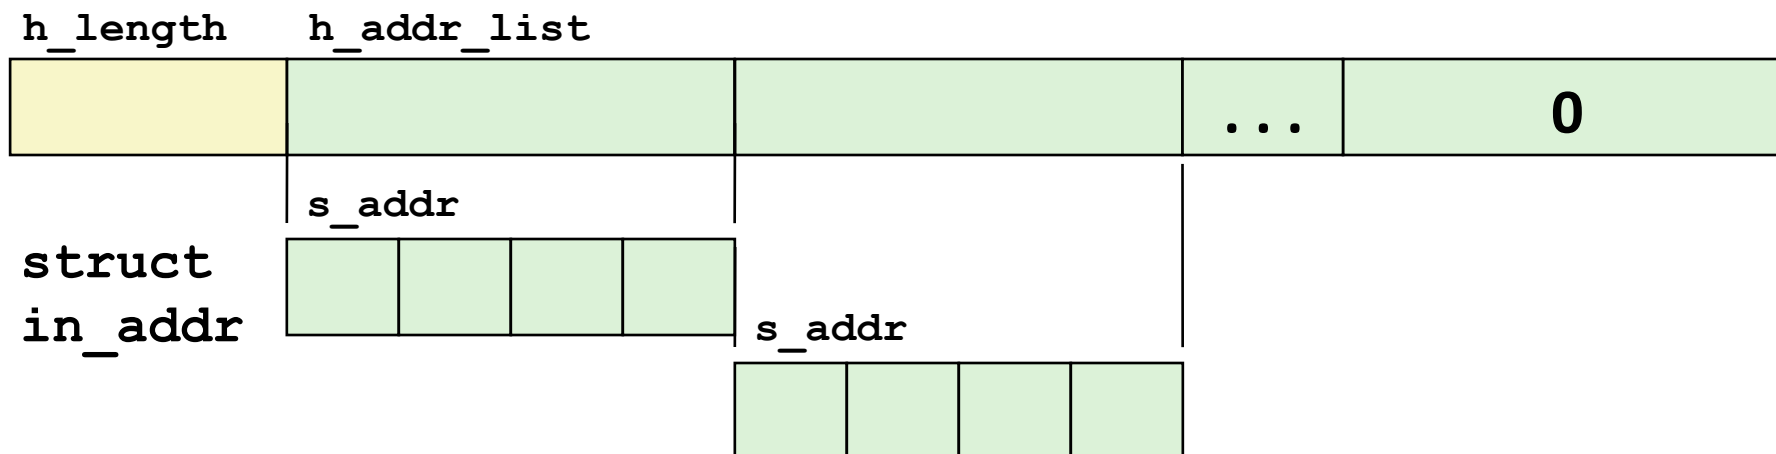 h_length h_addr_list
... 0
s_addr
struct
in_addr
s_addr